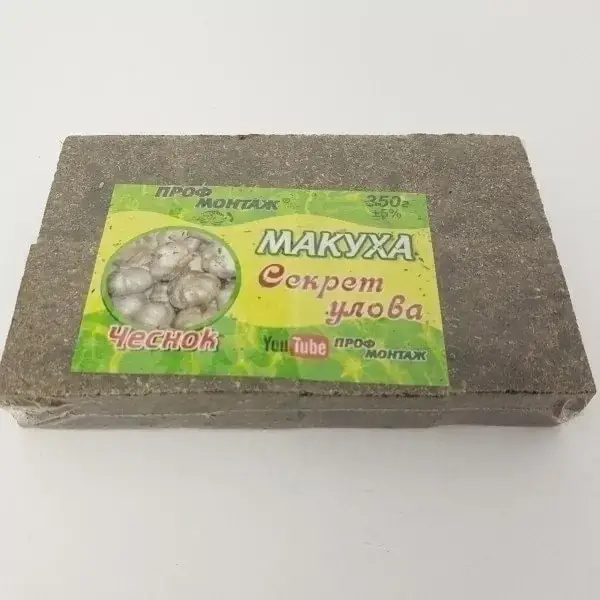 ПРОФ
МОНТАЖ®
350г
±5%
МАКУХА
Секрет
улова
Чеснок
YouTube ПРОФ
МОНТАЖ